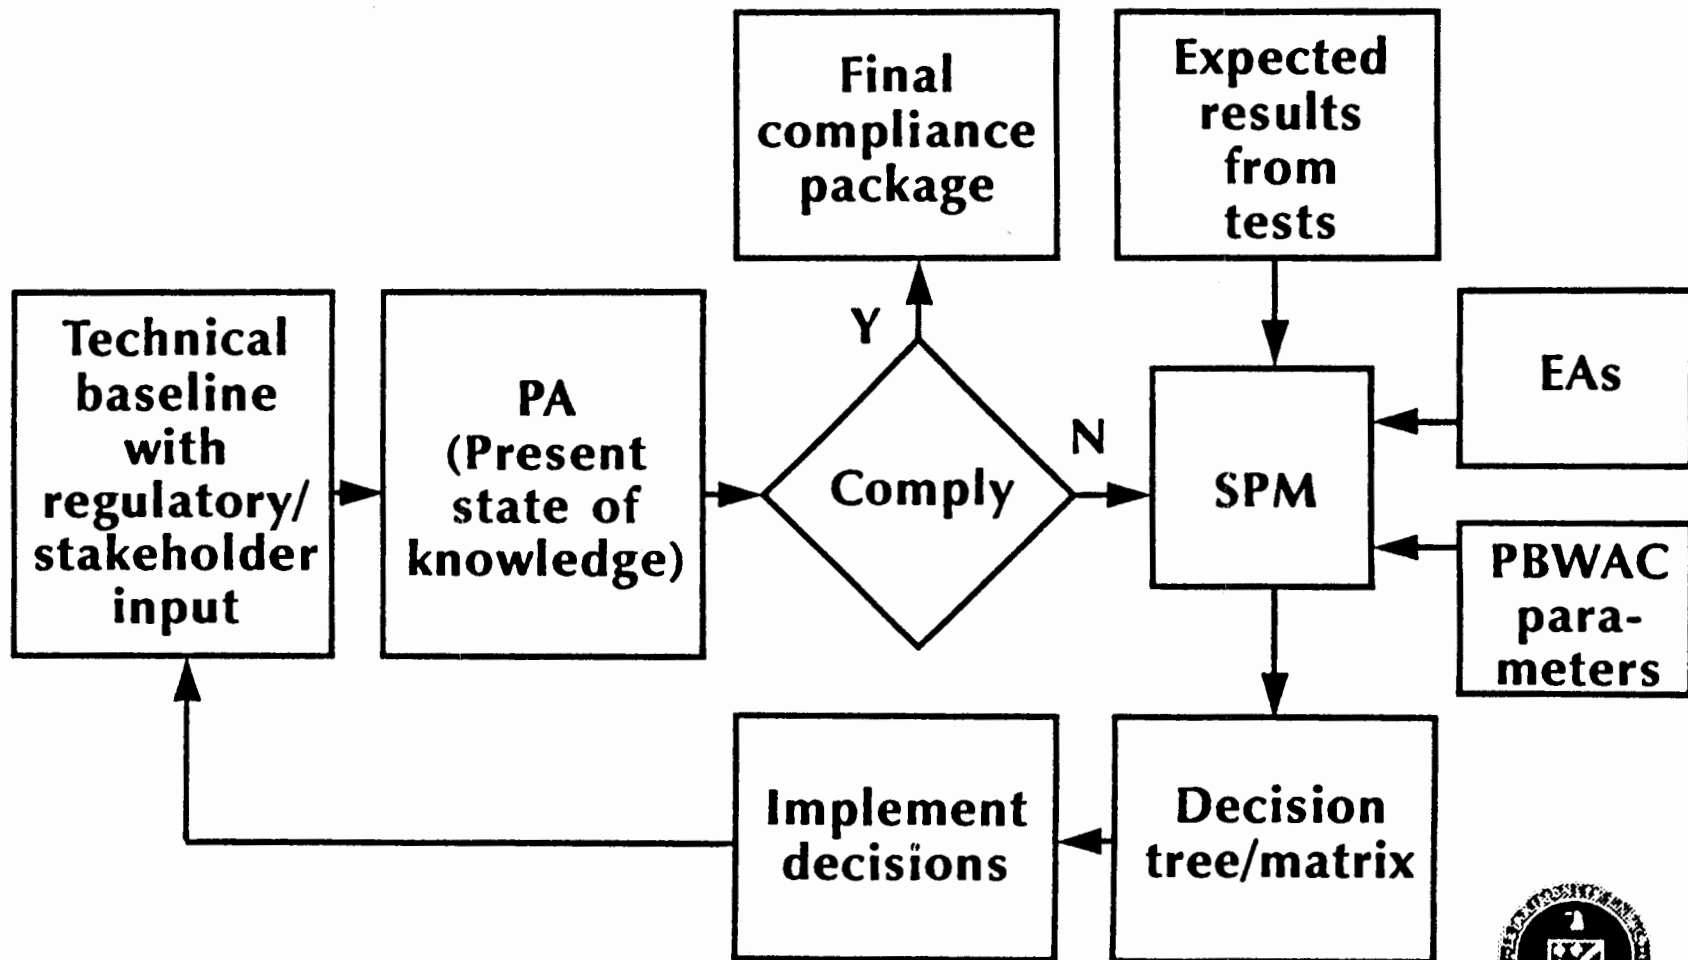 Final
compliance
package
Expected
results
from
tests
Technical
baseline
with
regulatory/
stakeholder
input
PA
(Present
state of
knowledge)
Y
Comply
N
SPM
EAs
PBWAC
para-
meters
Implement
decisions
Decision
tree/matrix